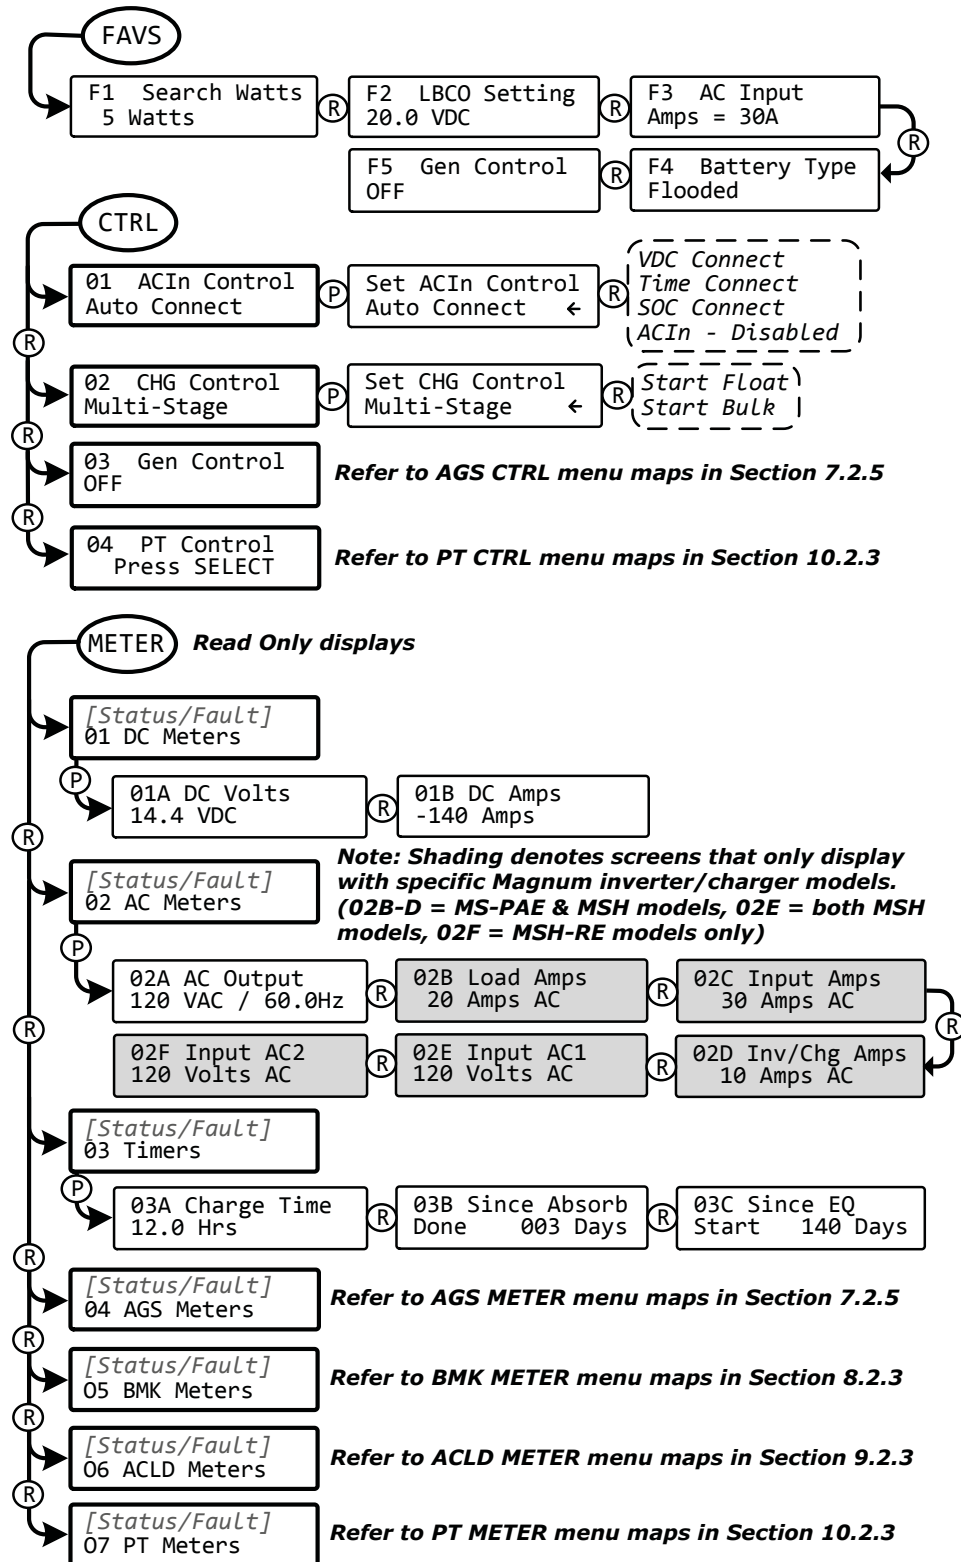 FAVS
F1 Search Watts
5 Watts
R
F2 LBCO Setting
20.0 VDC
R
F3 AC Input
Amps = 30A
R
F4 Battery Type
Flooded
R
F5 Gen Control
OFF
CTRL
01 ACIn Control
Auto Connect
P
Set ACIn Control
Auto Connect ←
R
VDC Connect
Time Connect
SOC Connect
ACIn - Disabled
R
02 CHG Control
Multi-Stage
P
Set CHG Control
Multi-Stage ←
R
Start Float
Start Bulk
R
03 Gen Control
OFF
Refer to AGS CTRL menu maps in Section 7.2.5
R
04 PT Control
Press SELECT
Refer to PT CTRL menu maps in Section 10.2.3
METER
Read Only displays
[Status/Fault]
01 DC Meters
P
01A DC Volts
14.4 VDC
R
01B DC Amps
-140 Amps
R
Note: Shading denotes screens that only display
with specific Magnum inverter/charger models.
(02B-D = MS-PAE & MSH models, 02E = both MSH
models, 02F = MSH-RE models only)
[Status/Fault]
02 AC Meters
P
02A AC Output
120 VAC / 60.0Hz
R
02B Load Amps
20 Amps AC
R
02C Input Amps
30 Amps AC
R
02D Inv/Chg Amps
10 Amps AC
R
02E Input AC1
120 Volts AC
R
02F Input AC2
120 Volts AC
R
[Status/Fault]
03 Timers
P
03A Charge Time
12.0 Hrs
R
03B Since Absorb
Done 003 Days
R
03C Since EQ
Start 140 Days
R
[Status/Fault]
04 AGS Meters
Refer to AGS METER menu maps in Section 7.2.5
R
[Status/Fault]
O5 BMK Meters
Refer to BMK METER menu maps in Section 8.2.3
R
[Status/Fault]
O6 ACLD Meters
Refer to ACLD METER menu maps in Section 9.2.3
R
[Status/Fault]
O7 PT Meters
Refer to PT METER menu maps in Section 10.2.3